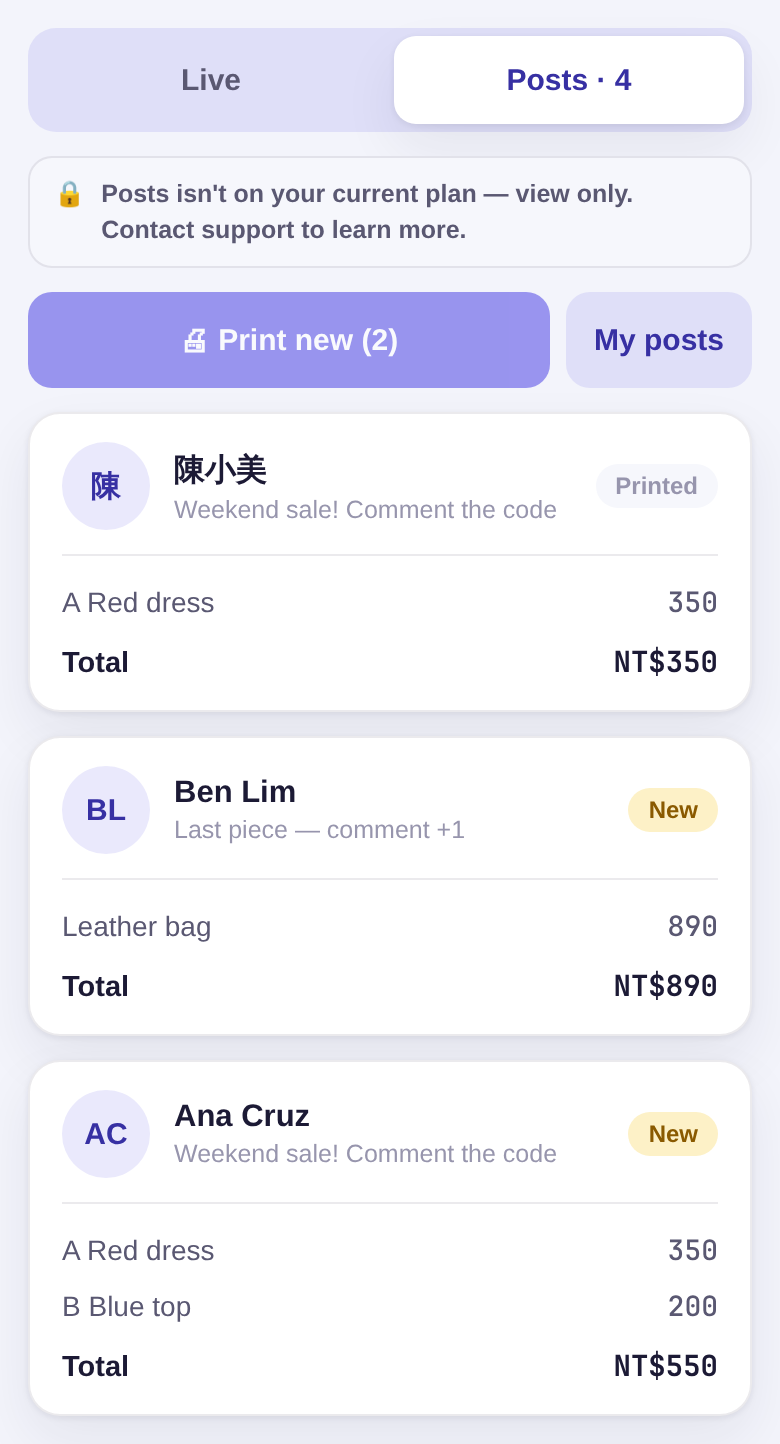 Live
Posts · 4
🔒 Posts isn't on your current plan — view only.
Contact support to learn more.
🖨 Print new (2)
My posts
陳
陳小美
Weekend sale! Comment the code
Printed
A Red dress 350
Total NT$350
BL
Ben Lim
Last piece — comment +1
New
Leather bag 890
Total NT$890
AC
Ana Cruz
Weekend sale! Comment the code
New
A Red dress 350
B Blue top 200
Total NT$550